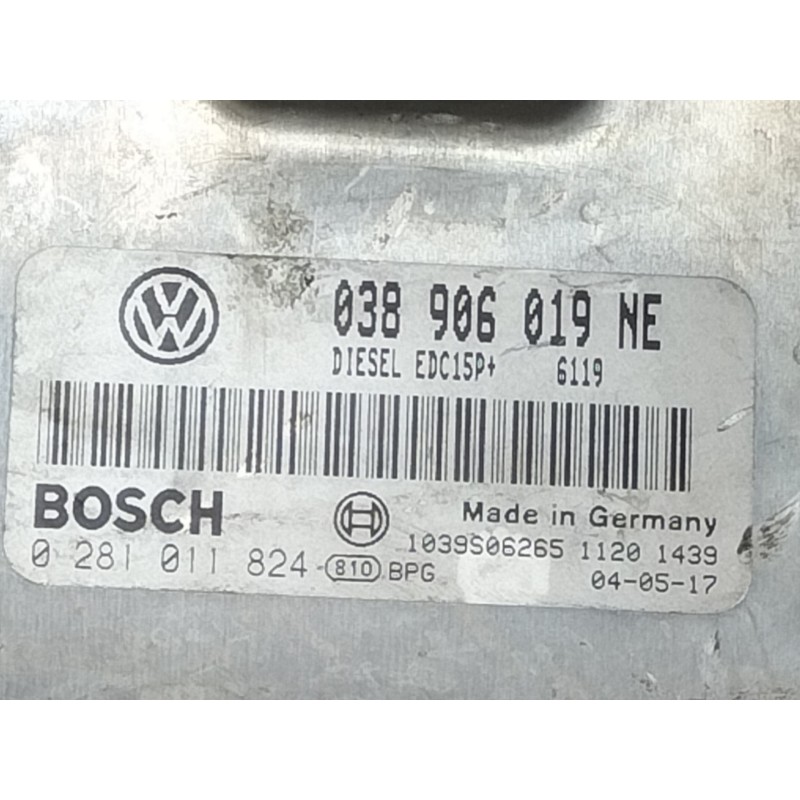 038 906 019 NE
DIESEL EDC15P+ 6119
BOSCH
Made in Germany
0 281 011 824 810 BPG
1039S06265 1120 1439
04-05-17